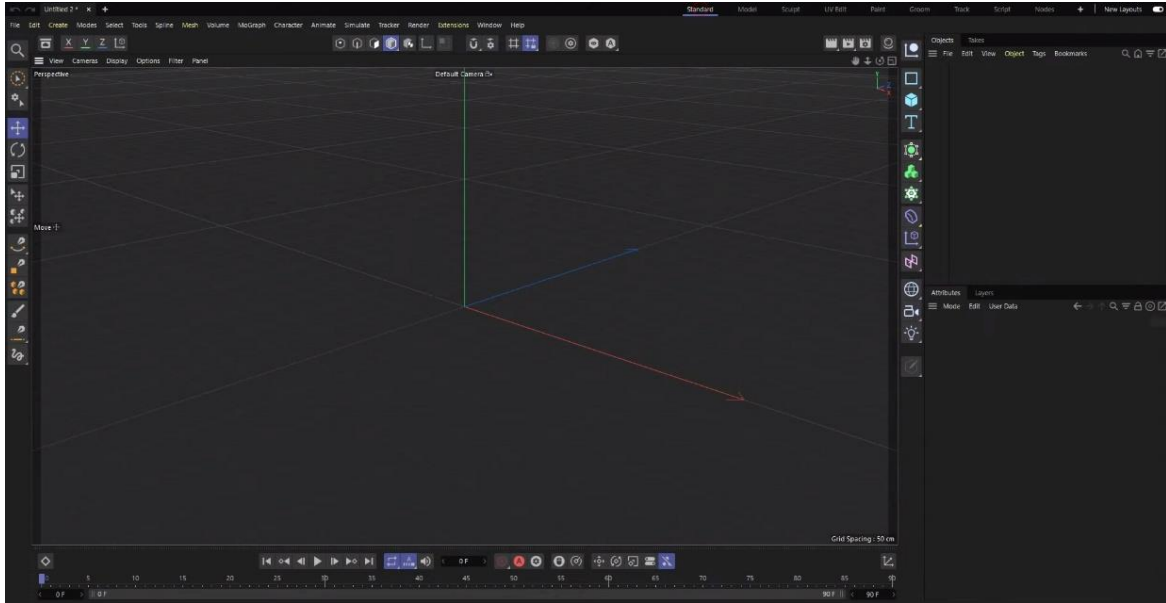 Untitled 2 * × +
Standard Model Sculpt UV Edit Paint Groom Track Script Nodes + New Layouts
File Edit Create Modes Select Tools Spline Mesh Volume MoGraph Character Animate Simulate Tracker Render Extensions Window Help
X Y Z
Objects Takes
View Cameras Display Options Filter Panel
File Edit View Object Tags Bookmarks
Perspective
Default Camera
Y
Z
X
T
Move
Attributes Layers
Mode Edit User Data
Grid Spacing : 50 cm
0 F
0 5 10 15 20 25 30 35 40 45 50 55 60 65 70 75 80 85 90
0 F 0 F 90 F 90 F